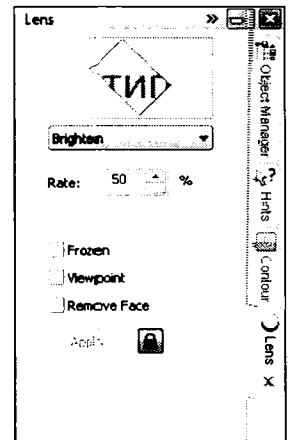 Lens
Brighten
Rate: 50 %
Frozen
Viewpoint
Remove Face
Apply
Object Manager
Hints
Contour
Lens